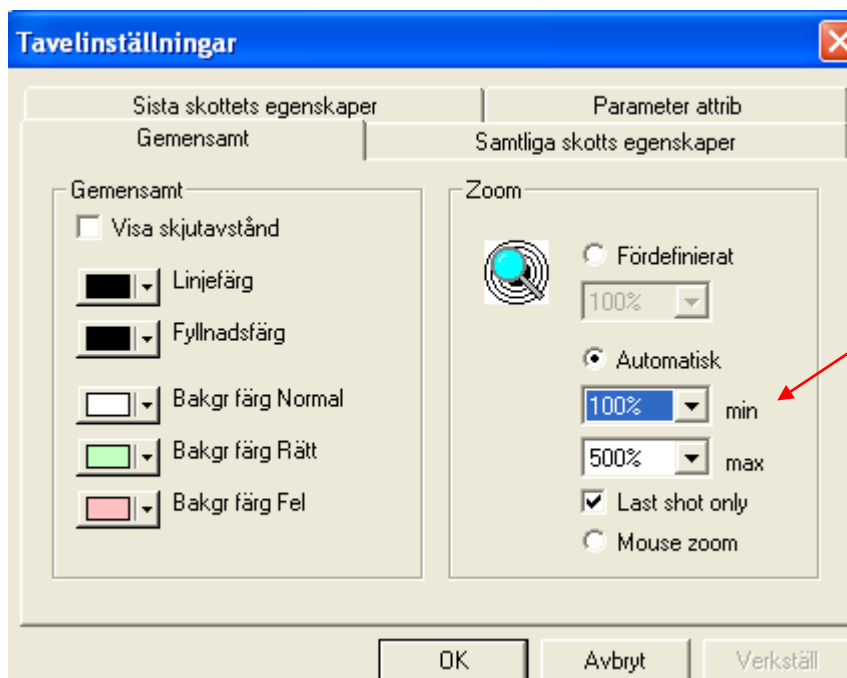 Tavelinställningar
Sista skottets egenskaper
Parameter attrib
Gemensamt
Samtliga skotts egenskaper
Gemensamt
Visa skjutavstånd
Linjefärg
Fyllnadsfärg
Bakgr färg Normal
Bakgr färg Rätt
Bakgr färg Fel
Zoom
Fördefinierat
100%
Automatisk
100% min
500% max
Last shot only
Mouse zoom
OK
Avbryt
Verkställ